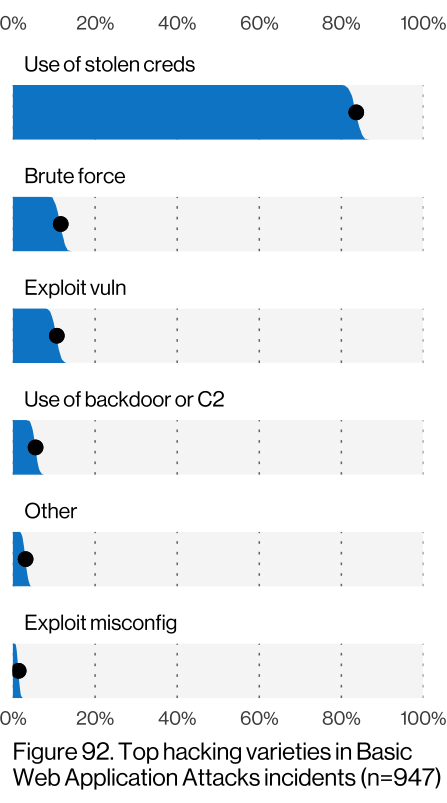 0% 20% 40% 60% 80% 100%
Use of stolen creds
Brute force
Exploit vuln
Use of backdoor or C2
Other
Exploit misconfig
0% 20% 40% 60% 80% 100%
Figure 92. Top hacking varieties in Basic
Web Application Attacks incidents (n=947)